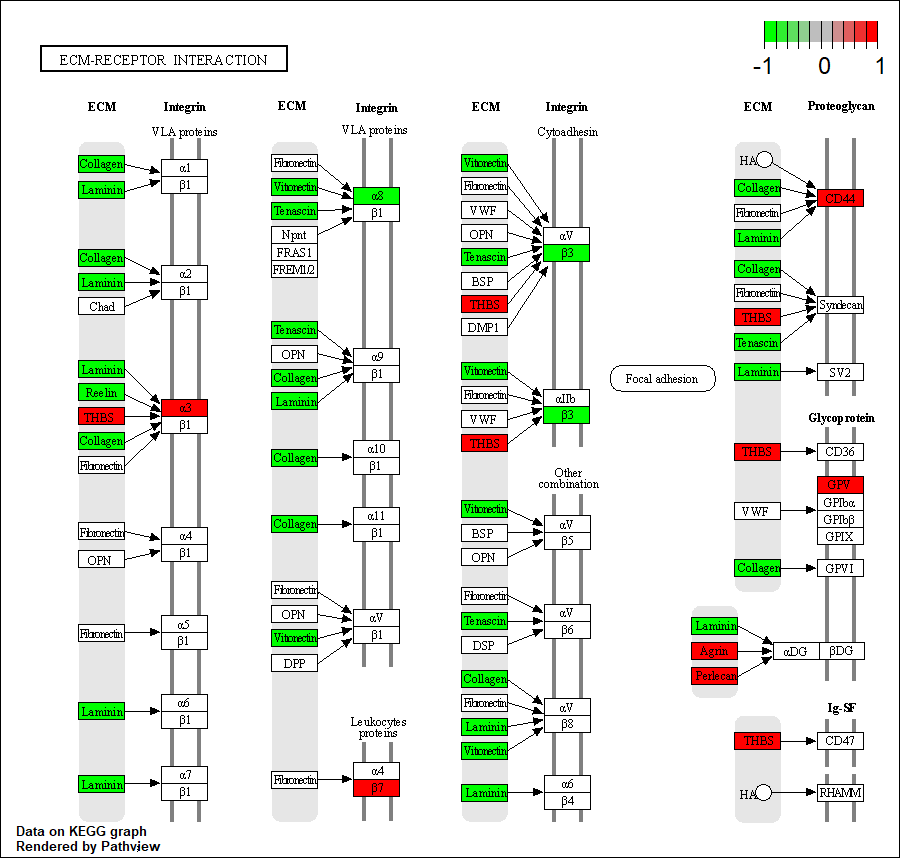 ECM-RECEPTOR INTERACTION
-1 0 1
ECM
Integrin
VLA proteins
Collagen
Laminin
α1
β1
Collagen
Laminin
Chad
α2
β1
Laminin
Reelin
THBS
Collagen
Fibronectin
α3
β1
Fibronectin
OPN
α4
β1
Fibronectin
α5
β1
Laminin
α6
β1
Laminin
α7
β1
ECM
Integrin
VLA proteins
Fibronectin
Vitronectin
Tenascin
Npnt
FRAS1
FREM1/2
α8
β1
Tenascin
OPN
Collagen
Laminin
α9
β1
Collagen
α10
β1
Collagen
α11
β1
Fibronectin
OPN
Vitronectin
DPP
αV
β1
Leukocytes
proteins
Fibronectin
α4
β7
ECM
Integrin
Cytoadhesin
Vitronectin
Fibronectin
VWF
OPN
Tenascin
BSP
THBS
DMP1
αV
β3
Vitronectin
Fibronectin
VWF
THBS
αIIb
β3
Other
combination
Vitronectin
BSP
OPN
αV
β5
Fibronectin
Tenascin
DSP
αV
β6
Collagen
Fibronectin
Laminin
Vitronectin
αV
β8
Laminin
α6
β4
Focal adhesion
ECM
Proteoglycan
HA
Collagen
Fibronectin
Laminin
CD44
Collagen
Fibronectin
THBS
Tenascin
Syndecan
Laminin
SV2
Glycoprotein
THBS
CD36
VWF
GPV
GPIbα
GPIbβ
GPIX
Collagen
GPVI
Laminin
Agrin
Perlecan
αDG
βDG
Ig-SF
THBS
CD47
HA
RHAMM
Data on KEGG graph
Rendered by Pathview